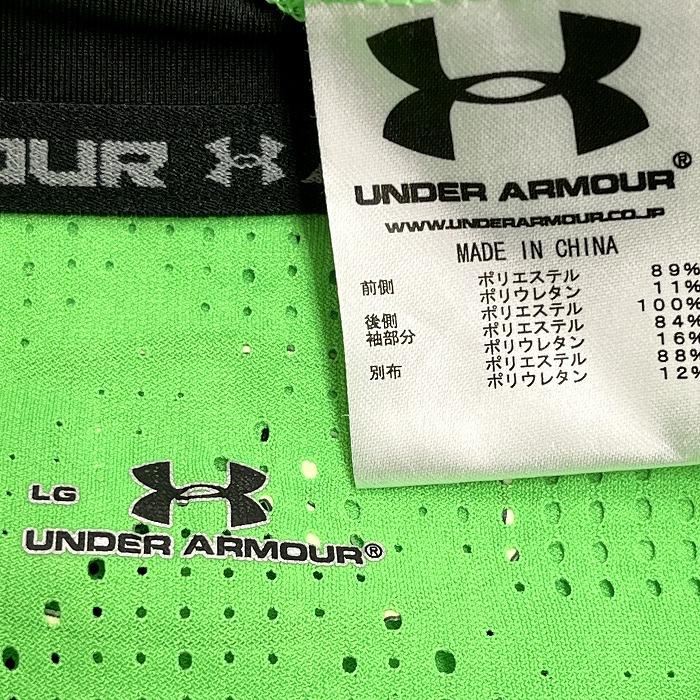 OUR
UNDER ARMOUR®
WWW.UNDERARMOUR.CO.JP
MADE IN CHINA
前側 ポリエステル 89%
ポリウレタン 11%
後側 ポリエステル 100%
袖部分 ポリエステル 84%
ポリウレタン 16%
別布 ポリエステル 88%
ポリウレタン 12%
LG
UNDER ARMOUR®